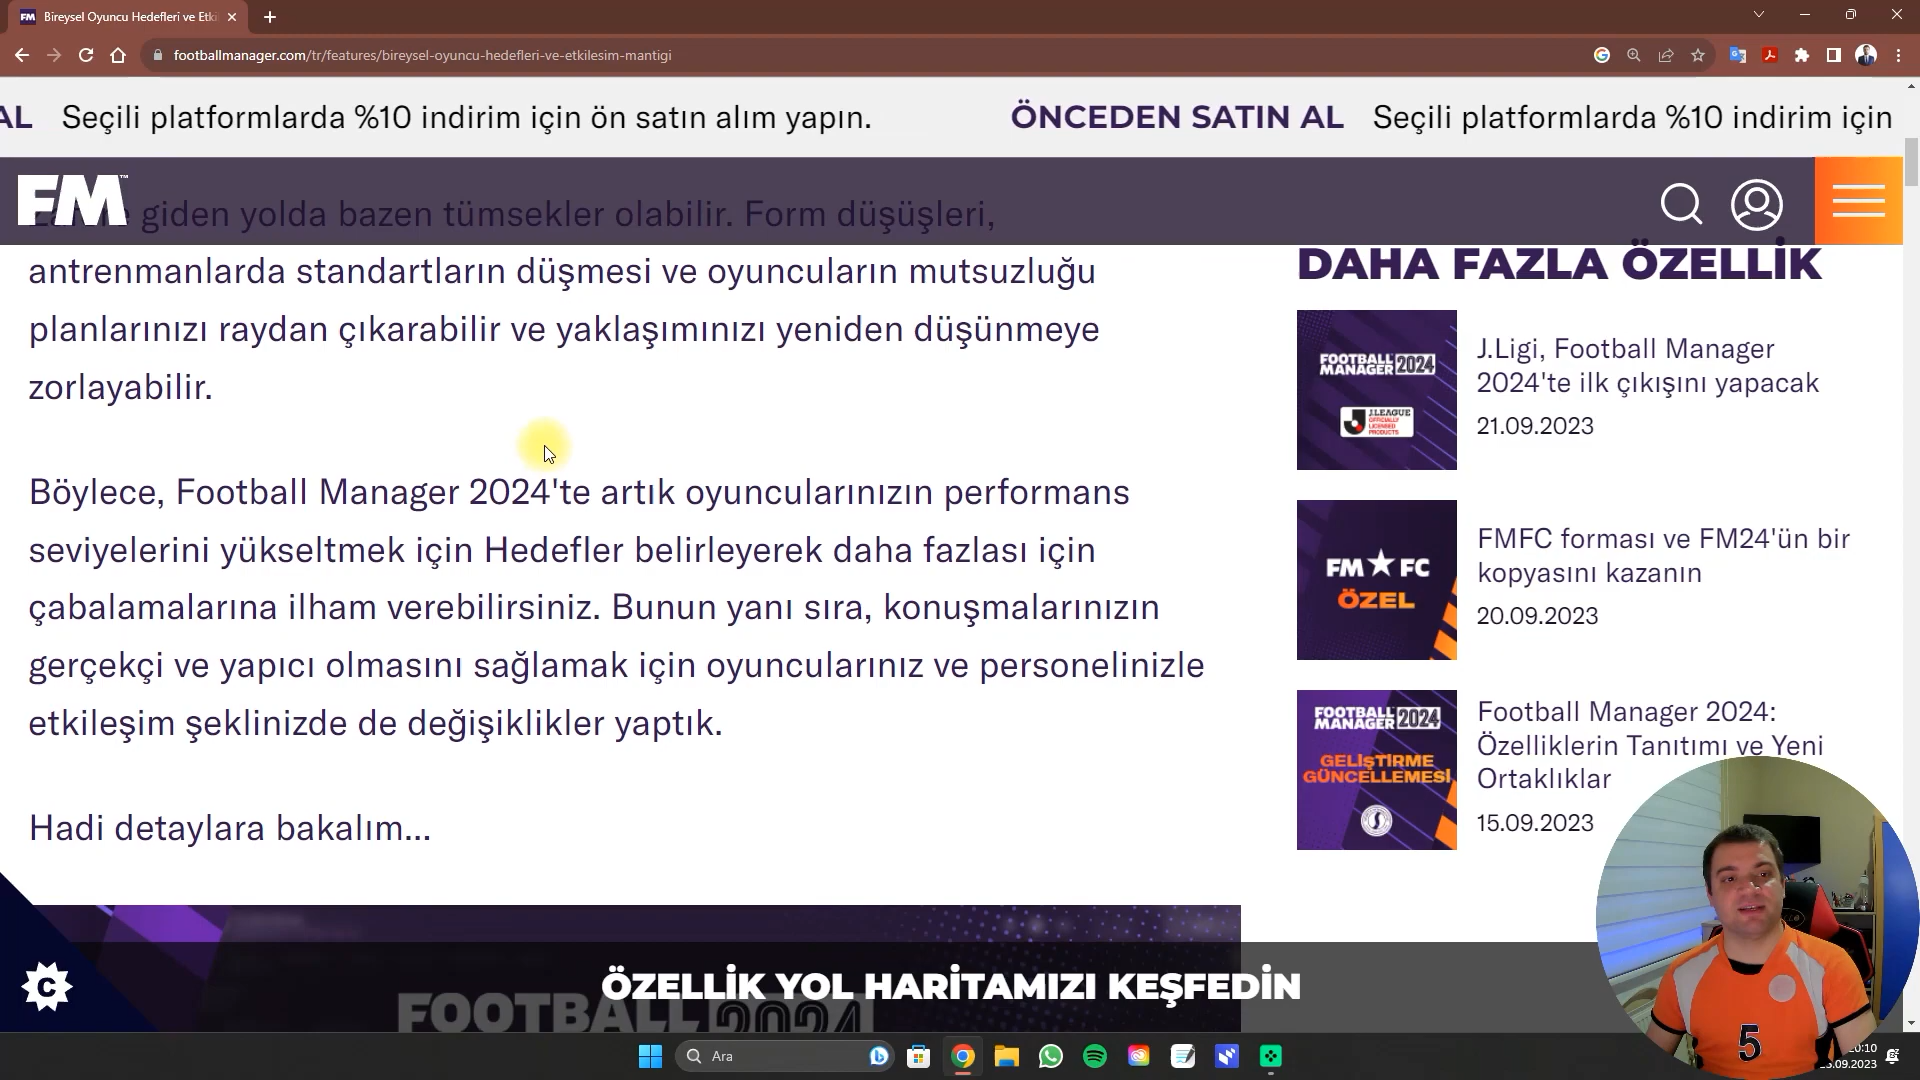 Bireysel Oyuncu Hedefleri ve Etki
footballmanager.com/tr/features/bireysel-oyuncu-hedefleri-ve-etkilesim-mantigi
AL Seçili platformlarda %10 indirim için ön satın alım yapın. ÖNCEDEN SATIN AL Seçili platformlarda %10 indirim için
FM
giden yolda bazen tümsekler olabilir. Form düşüşleri,
antrenmanlarda standartların düşmesi ve oyuncuların mutsuzluğu
planlarınızı raydan çıkarabilir ve yaklaşımınızı yeniden düşünmeye
zorlayabilir.
Böylece, Football Manager 2024'te artık oyuncularınızın performans
seviyelerini yükseltmek için Hedefler belirleyerek daha fazlası için
çabalamalarına ilham verebilirsiniz. Bunun yanı sıra, konuşmalarınızın
gerçekçi ve yapıcı olmasını sağlamak için oyuncularınız ve personelinizle
etkileşim şeklinizde de değişiklikler yaptık.
Hadi detaylara bakalım...
DAHA FAZLA ÖZELLİK
FOOTBALL
MANAGER 2024
J.LEAGUE
OFFICIALLY
LICENSED
PRODUCTS
J.Ligi, Football Manager
2024'te ilk çıkışını yapacak
21.09.2023
FM FC
ÖZEL
FMFC forması ve FM24'ün bir
kopyasını kazanın
20.09.2023
FOOTBALL
MANAGER 2024
GELİŞTİRME
GÜNCELLEMESİ
Football Manager 2024:
Özelliklerin Tanıtımı ve Yeni
Ortaklıklar
15.09.2023
FOOTBALL 2024
C
ÖZELLİK YOL HARİTAMIZI KEŞFEDİN
5
Ara